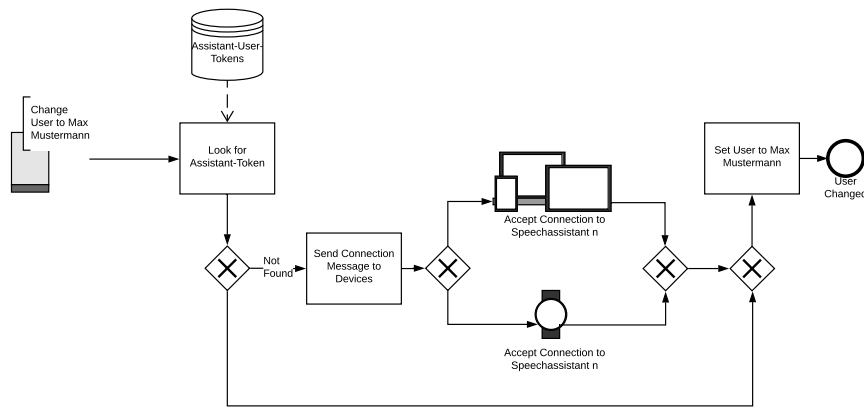 Assistant-User-
Tokens
Change
User to Max
Mustermann
Look for
Assistant-Token
Set User to Max
Mustermann
User
Changed
Accept Connection to
Speechassistant n
Not
Found
Send Connection
Message to
Devices
Accept Connection to
Speechassistant n